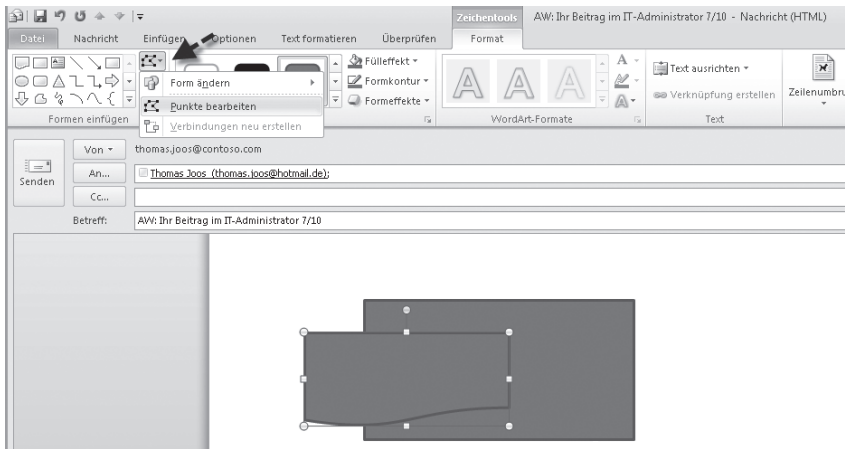 Zeichentools
AW: Ihr Beitrag im IT-Administrator 7/10 - Nachricht (HTML)
Datei Nachricht Einfügen Optionen Text formatieren Überprüfen Format
Form ändern
Punkte bearbeiten
Verbindungen neu erstellen
Fülleffekt
Formkontur
Formeffekte
A A A A
A
A
Text ausrichten
Verknüpfung erstellen
Zeilenumbru
Formen einfügen WordArt-Formate Text
Senden
Von thomas.joos@contoso.com
An... Thomas Joos (thomas.joos@hotmail.de);
Cc...
Betreff: AW: Ihr Beitrag im IT-Administrator 7/10